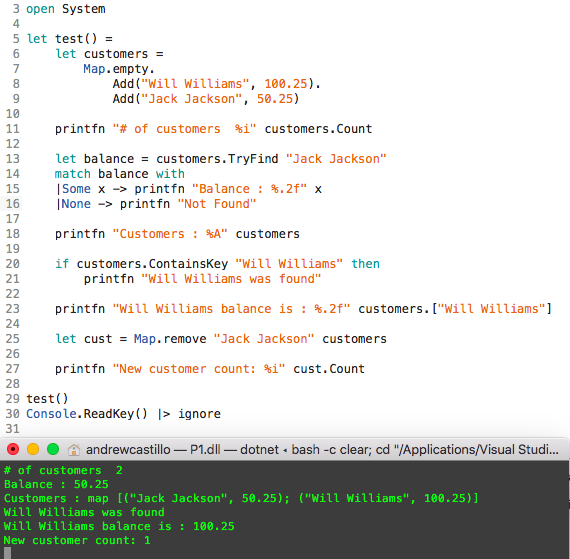 3 open System
4
5 let test() =
6     let customers =
7         Map.empty.
8             Add("Will Williams", 100.25).
9             Add("Jack Jackson", 50.25)
10
11     printfn "# of customers  %i" customers.Count
12
13     let balance = customers.TryFind "Jack Jackson"
14     match balance with
15     |Some x -> printfn "Balance : %.2f" x
16     |None -> printfn "Not Found"
17
18     printfn "Customers : %A" customers
19
20     if customers.ContainsKey "Will Williams" then
21         printfn "Will Williams was found"
22
23     printfn "Will Williams balance is : %.2f" customers.["Will Williams"]
24
25     let cust = Map.remove "Jack Jackson" customers
26
27     printfn "New customer count: %i" cust.Count
28
29 test()
30 Console.ReadKey() |> ignore
31
andrewcastillo — P1.dll — dotnet ◂ bash -c clear; cd "/Applications/Visual Studi...
# of customers  2
Balance : 50.25
Customers : map [("Jack Jackson", 50.25); ("Will Williams", 100.25)]
Will Williams was found
Will Williams balance is : 100.25
New customer count: 1